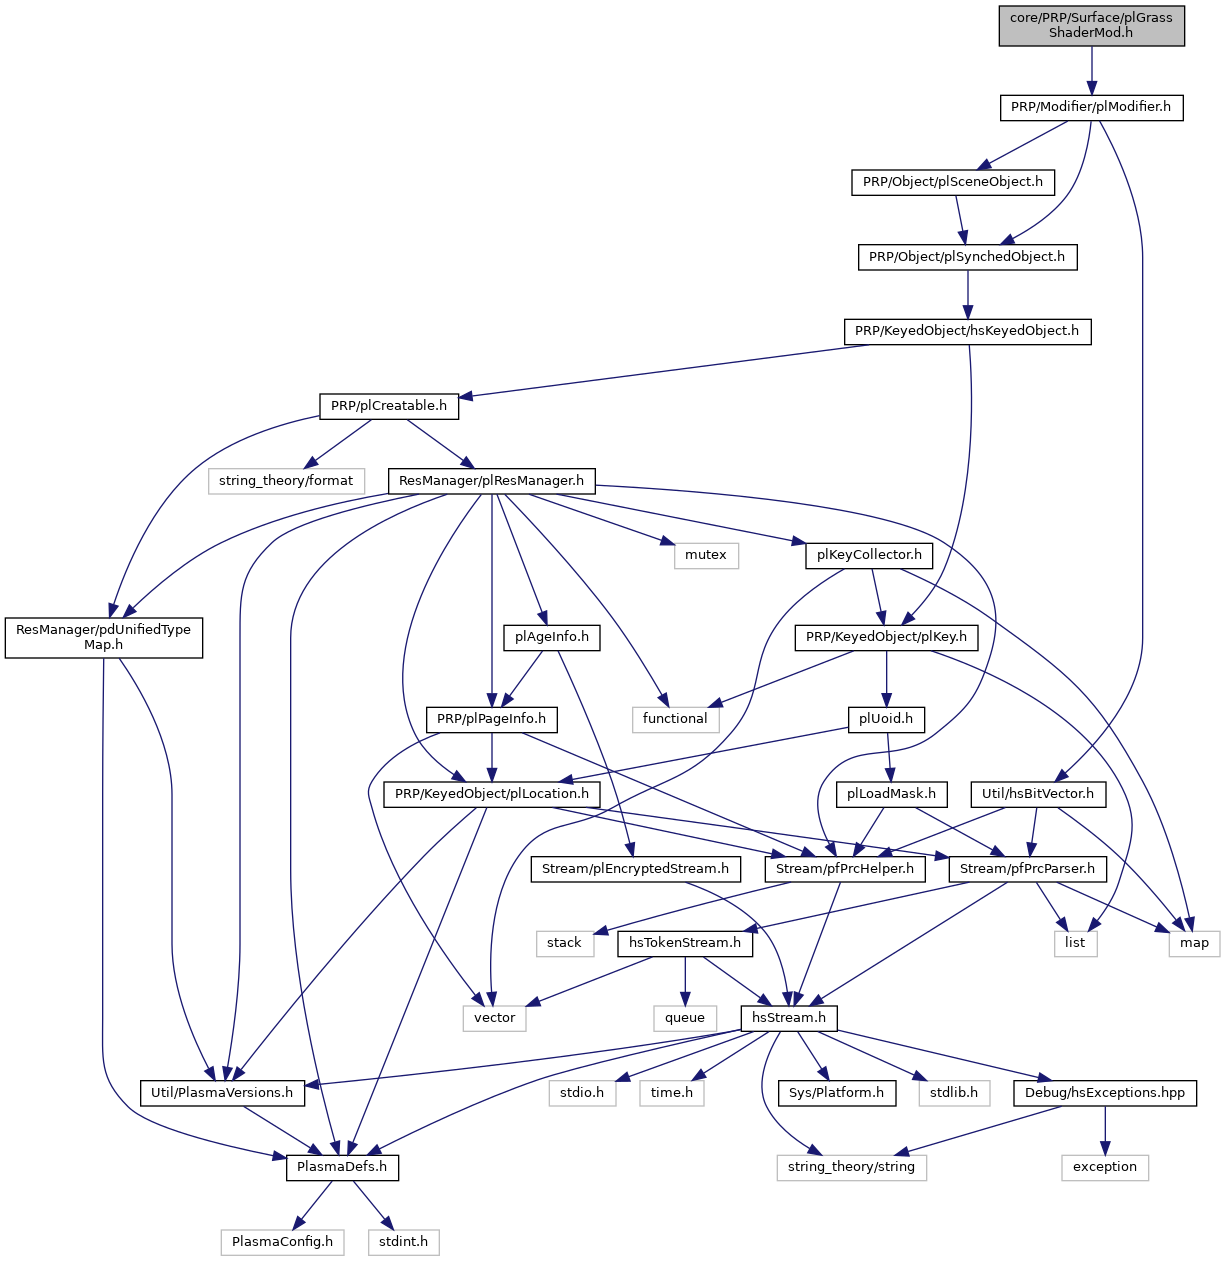 core/PRP/Surface/plGrass
ShaderMod.h
PRP/Modifier/plModifier.h
PRP/Object/plSceneObject.h
PRP/Object/plSynchedObject.h
PRP/KeyedObject/hsKeyedObject.h
PRP/plCreatable.h
string_theory/format
ResManager/plResManager.h
mutex
plKeyCollector.h
ResManager/pdUnifiedType
Map.h
plAgeInfo.h
PRP/KeyedObject/plKey.h
PRP/plPageInfo.h
functional
plUoid.h
PRP/KeyedObject/plLocation.h
plLoadMask.h
Util/hsBitVector.h
Stream/plEncryptedStream.h
Stream/pfPrcHelper.h
Stream/pfPrcParser.h
stack
hsTokenStream.h
list
map
vector
queue
hsStream.h
Util/PlasmaVersions.h
stdio.h
time.h
Sys/Platform.h
stdlib.h
Debug/hsExceptions.hpp
PlasmaDefs.h
string_theory/string
exception
PlasmaConfig.h
stdint.h